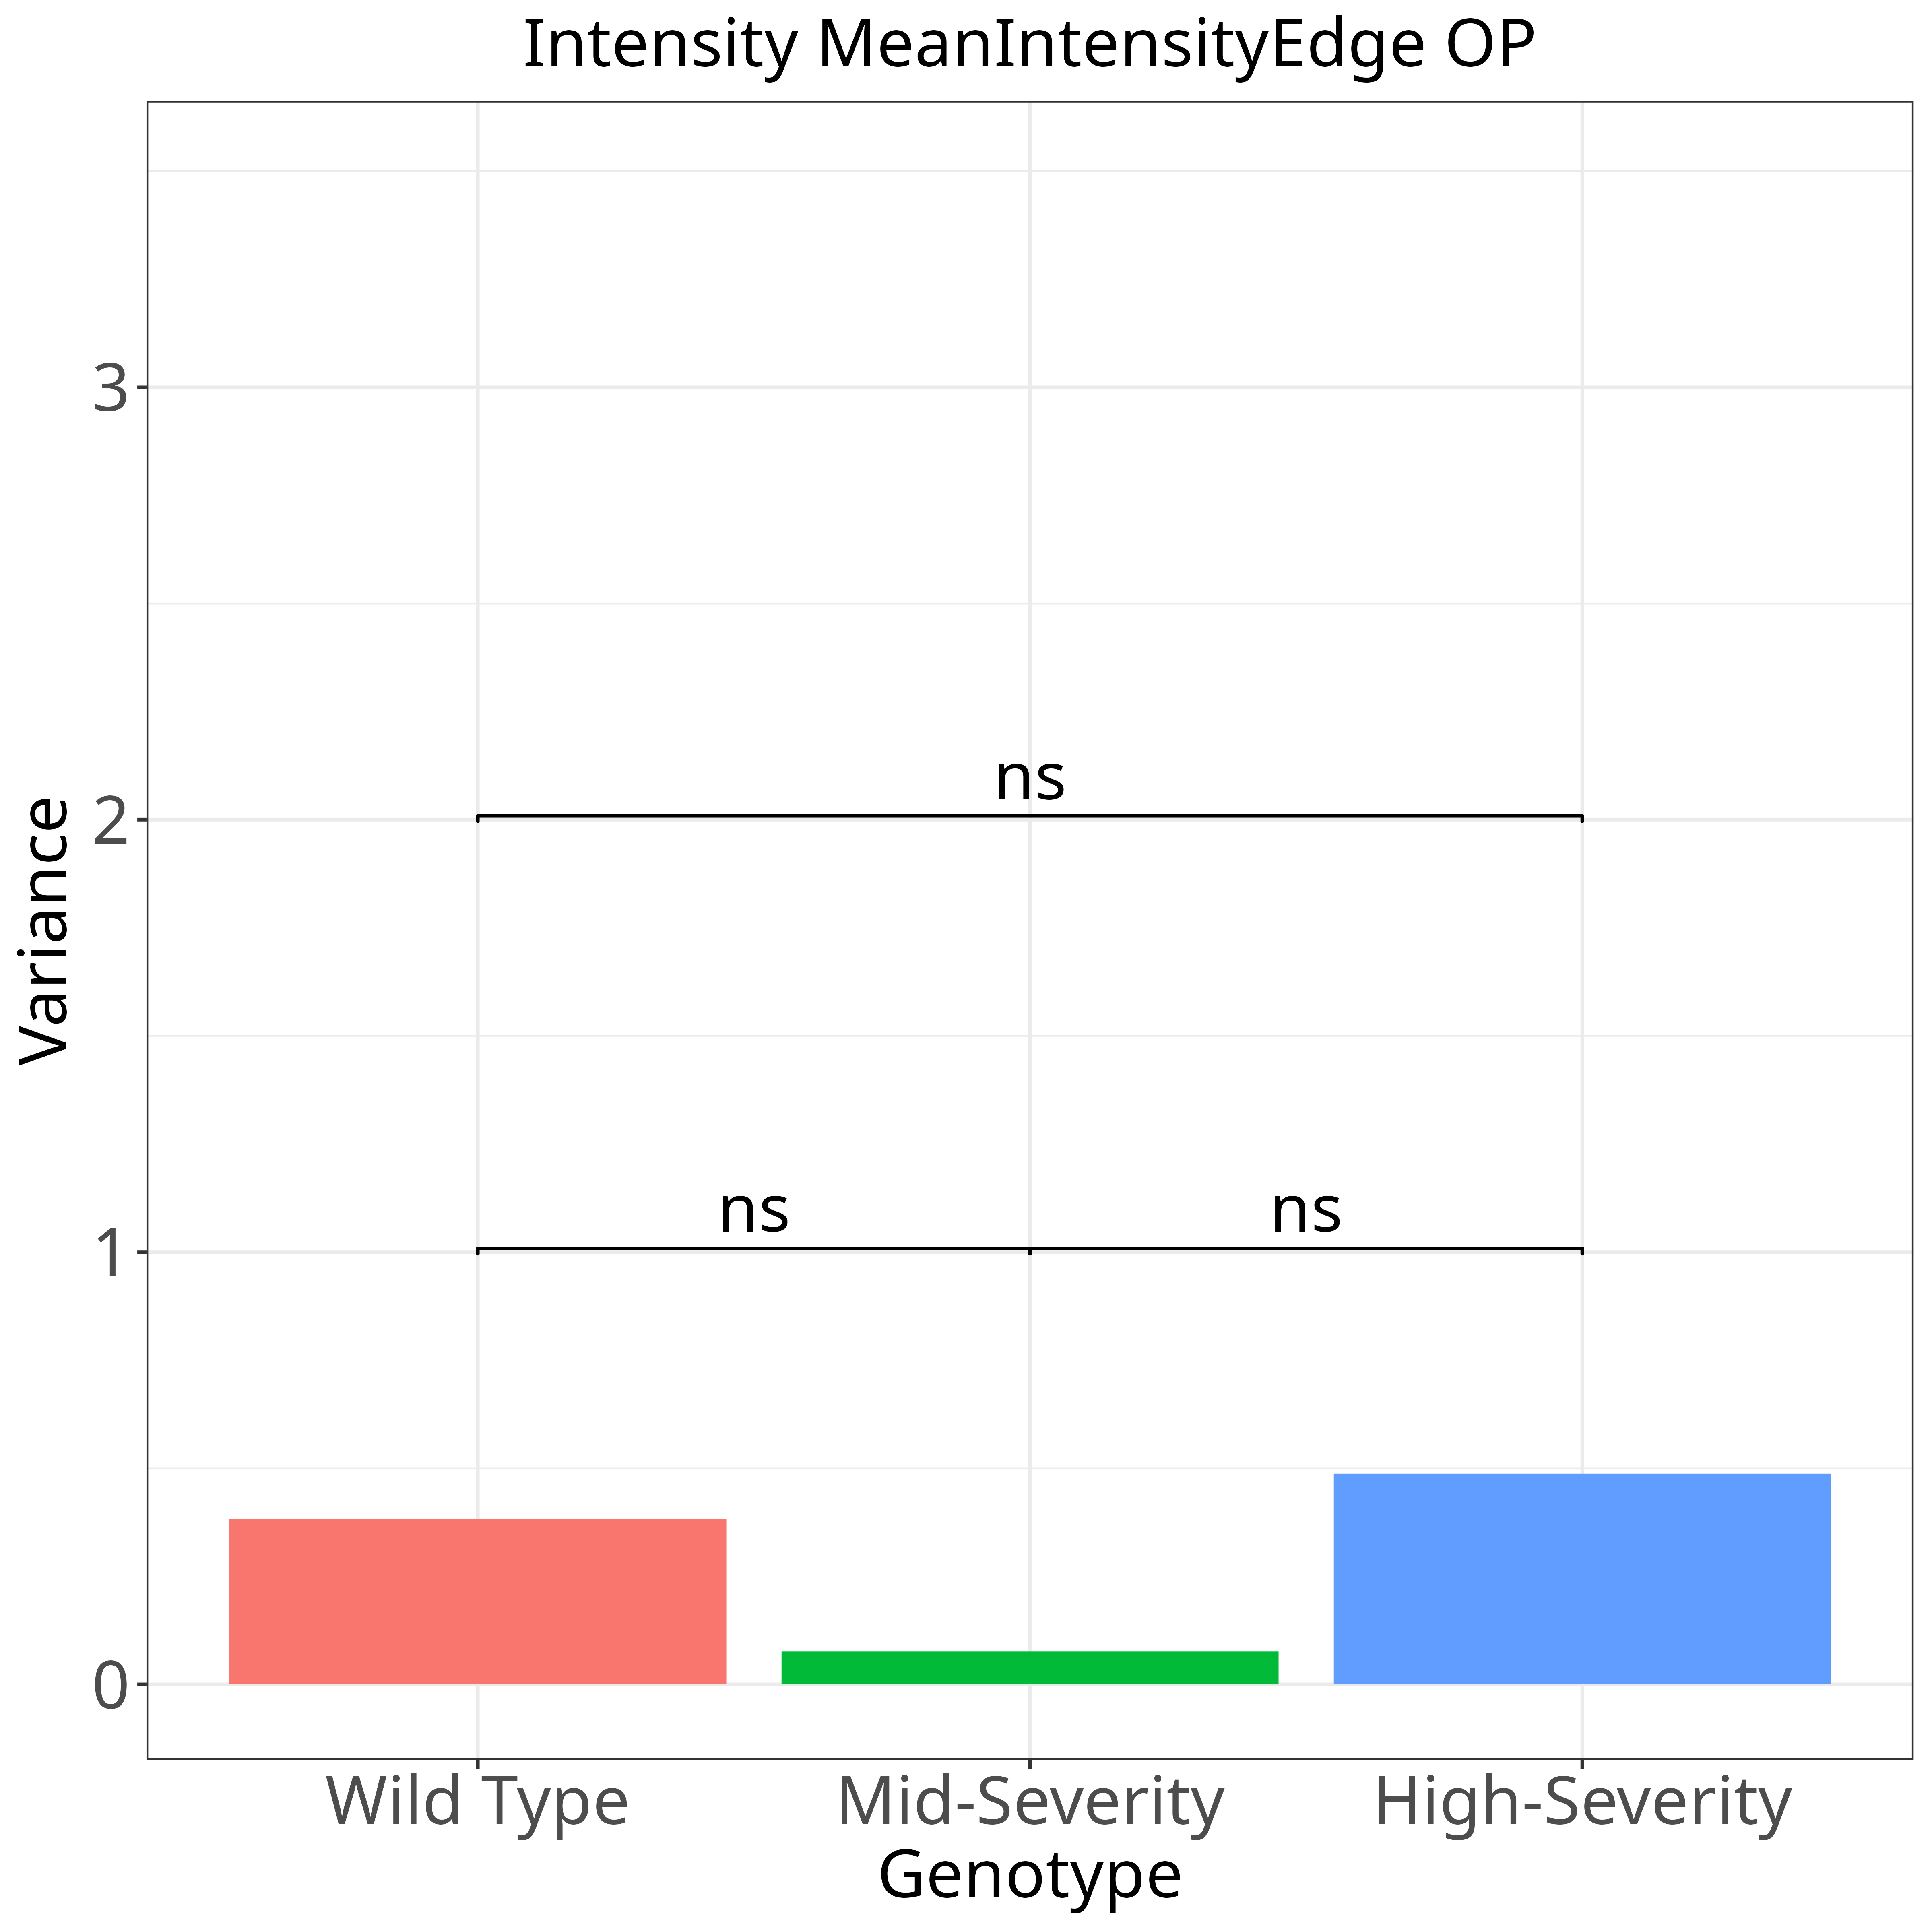 Intensity MeanIntensityEdge OP
3
2
1
0
Variance
ns
ns ns
Wild Type Mid-Severity High-Severity
Genotype